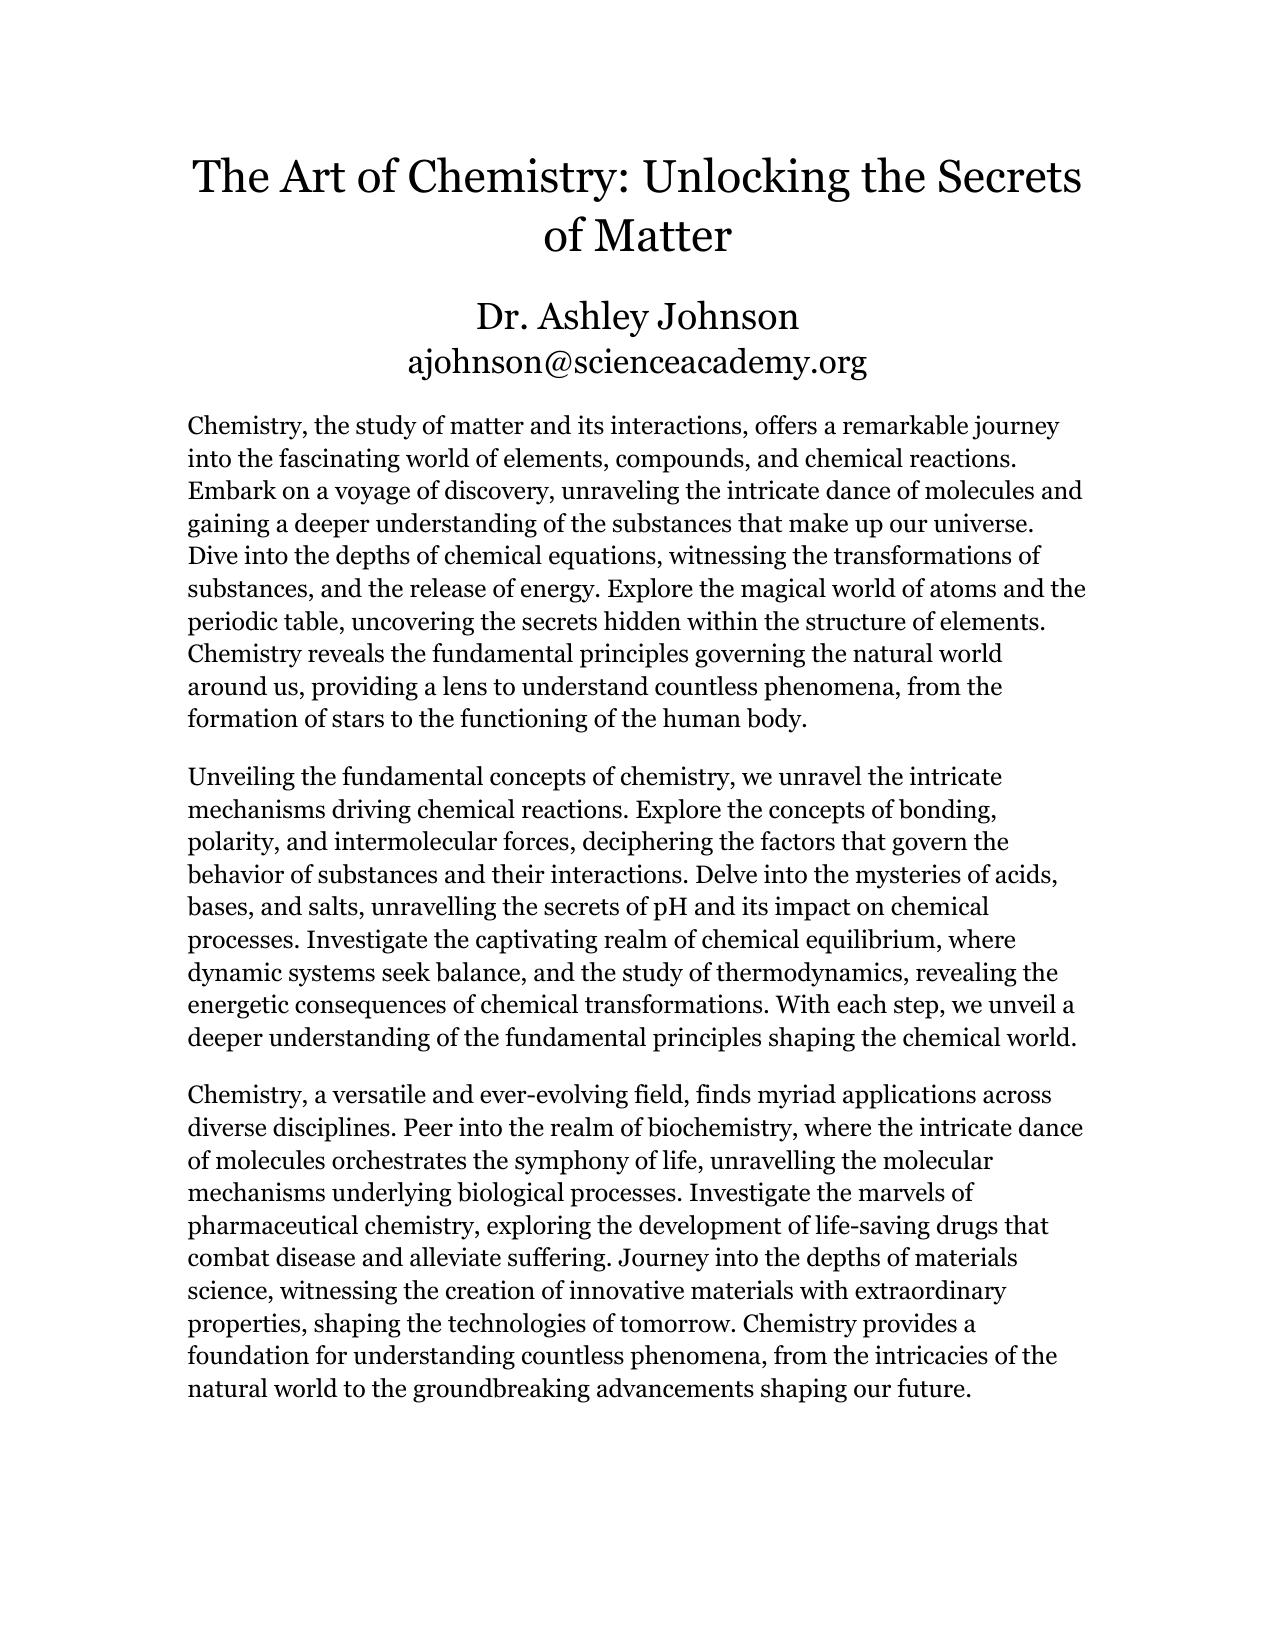 The Art of Chemistry: Unlocking the Secrets
of Matter
Dr. Ashley Johnson
ajohnson@scienceacademy.org
Chemistry, the study of matter and its interactions, offers a remarkable journey
into the fascinating world of elements, compounds, and chemical reactions.
Embark on a voyage of discovery, unraveling the intricate dance of molecules and
gaining a deeper understanding of the substances that make up our universe.
Dive into the depths of chemical equations, witnessing the transformations of
substances, and the release of energy. Explore the magical world of atoms and the
periodic table, uncovering the secrets hidden within the structure of elements.
Chemistry reveals the fundamental principles governing the natural world
around us, providing a lens to understand countless phenomena, from the
formation of stars to the functioning of the human body.
Unveiling the fundamental concepts of chemistry, we unravel the intricate
mechanisms driving chemical reactions. Explore the concepts of bonding,
polarity, and intermolecular forces, deciphering the factors that govern the
behavior of substances and their interactions. Delve into the mysteries of acids,
bases, and salts, unravelling the secrets of pH and its impact on chemical
processes. Investigate the captivating realm of chemical equilibrium, where
dynamic systems seek balance, and the study of thermodynamics, revealing the
energetic consequences of chemical transformations. With each step, we unveil a
deeper understanding of the fundamental principles shaping the chemical world.
Chemistry, a versatile and ever-evolving field, finds myriad applications across
diverse disciplines. Peer into the realm of biochemistry, where the intricate dance
of molecules orchestrates the symphony of life, unravelling the molecular
mechanisms underlying biological processes. Investigate the marvels of
pharmaceutical chemistry, exploring the development of life-saving drugs that
combat disease and alleviate suffering. Journey into the depths of materials
science, witnessing the creation of innovative materials with extraordinary
properties, shaping the technologies of tomorrow. Chemistry provides a
foundation for understanding countless phenomena, from the intricacies of the
natural world to the groundbreaking advancements shaping our future.